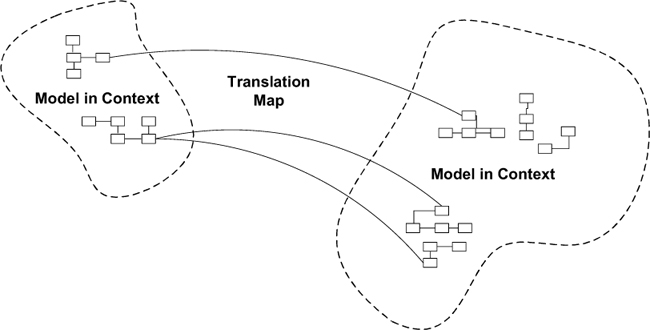 Translation
Map
Model in Context
Model in Context